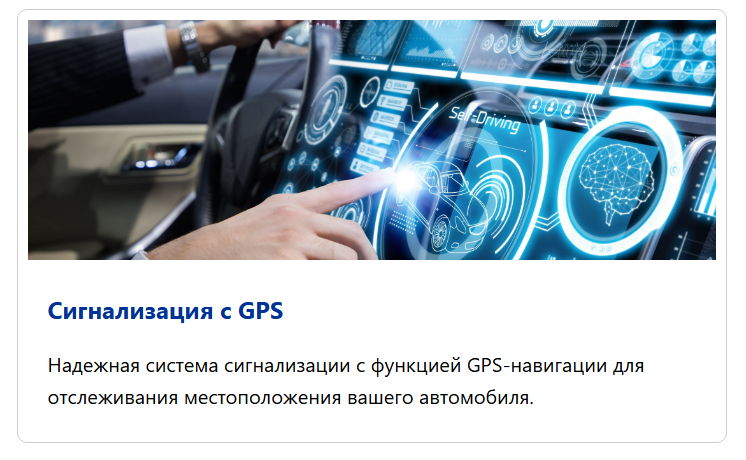 Self-Driving
Сигнализация с GPS
Надежная система сигнализации с функцией GPS-навигации для
отслеживания местоположения вашего автомобиля.